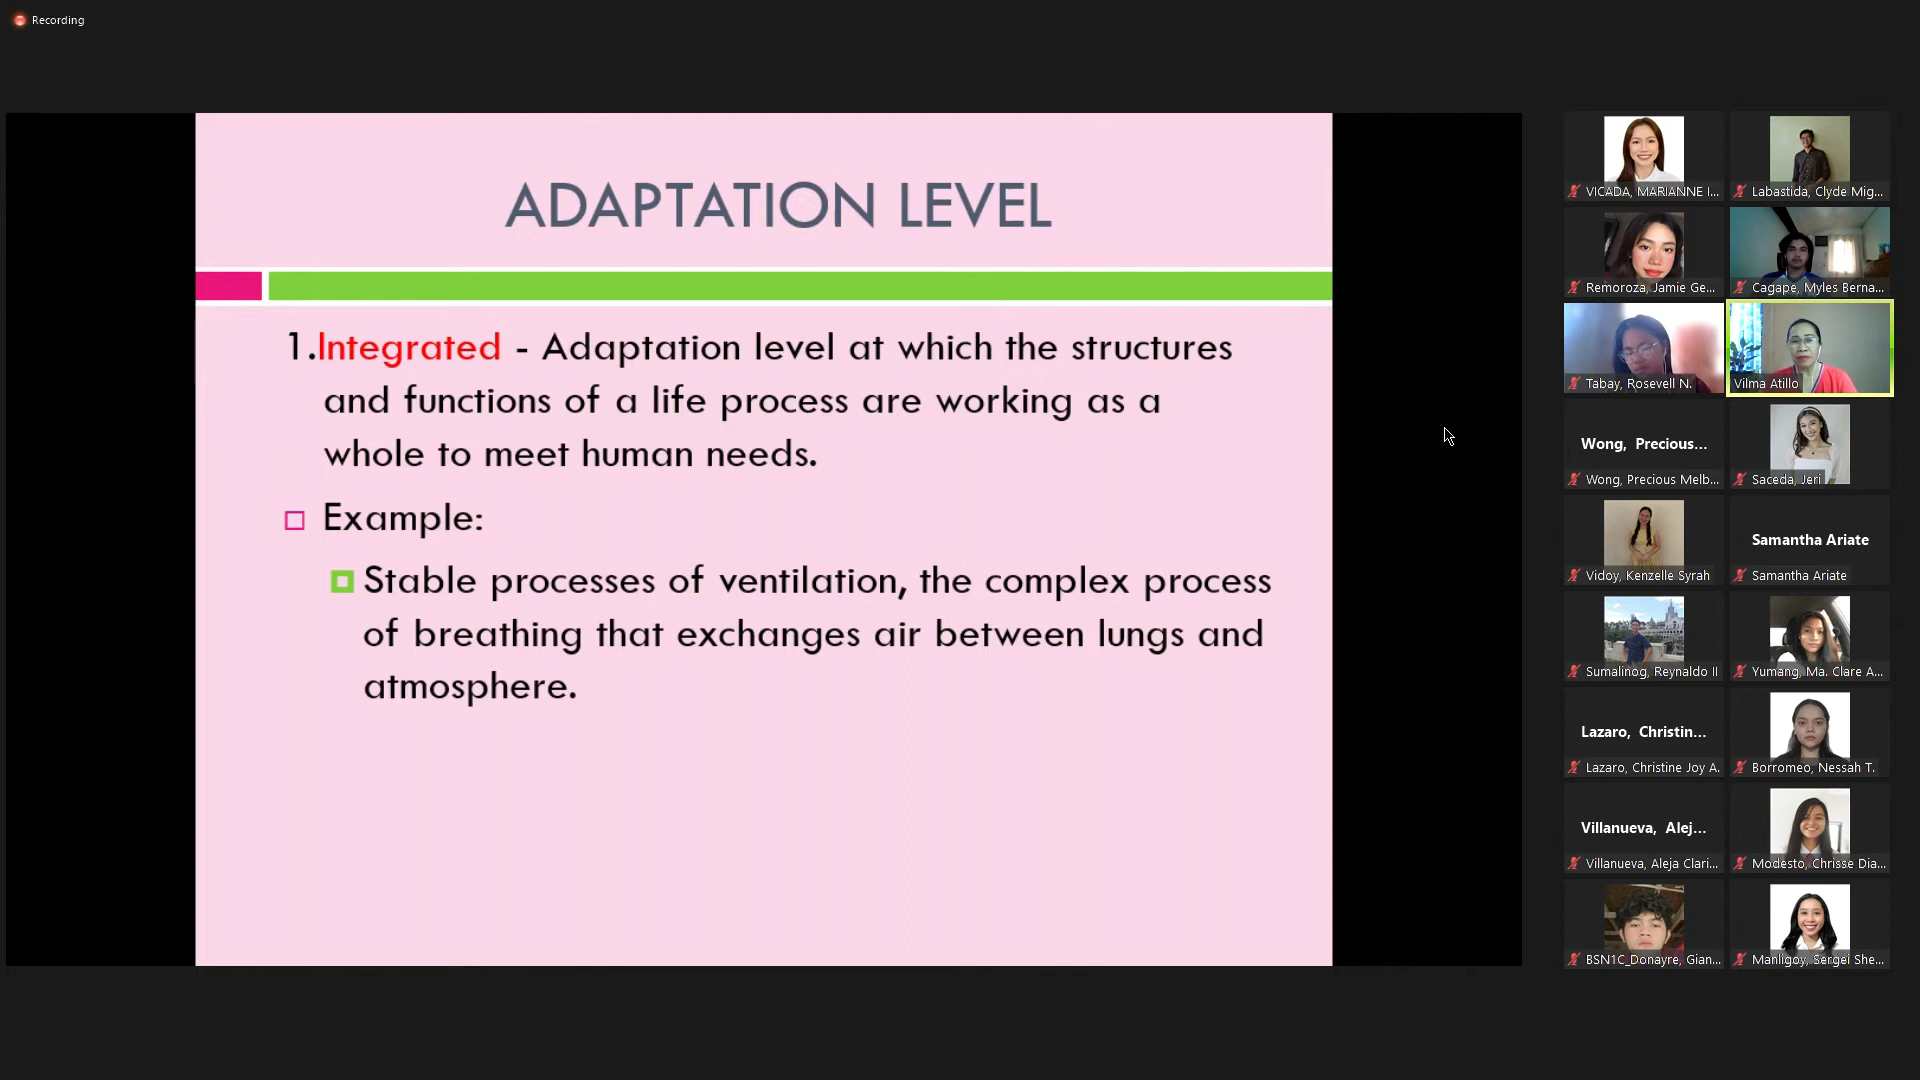 Recording
ADAPTATION LEVEL
1.Integrated - Adaptation level at which the structures
and functions of a life process are working as a
whole to meet human needs.
Example:
Stable processes of ventilation, the complex process
of breathing that exchanges air between lungs and
atmosphere.
VICADA, MARIANNE I...
Labastida, Clyde Mig...
Remoroza, Jamie Ge...
Cagape, Myles Berna...
Tabay, Rosevell N.
Vilma Atillo
Wong, Precious...
Wong, Precious Melb...
Saceda, Jeri
Vidoy, Kenzelle Syrah
Samantha Ariate
Samantha Ariate
Sumalinog, Reynaldo II
Yumang, Ma. Clare A...
Lazaro, Christin...
Lazaro, Christine Joy A.
Borromeo, Nessah T.
Villanueva, Alej...
Villanueva, Aleja Clari...
Modesto, Chrisse Dia...
BSN1C_Donayre, Gian...
Manligoy, Sergei She...